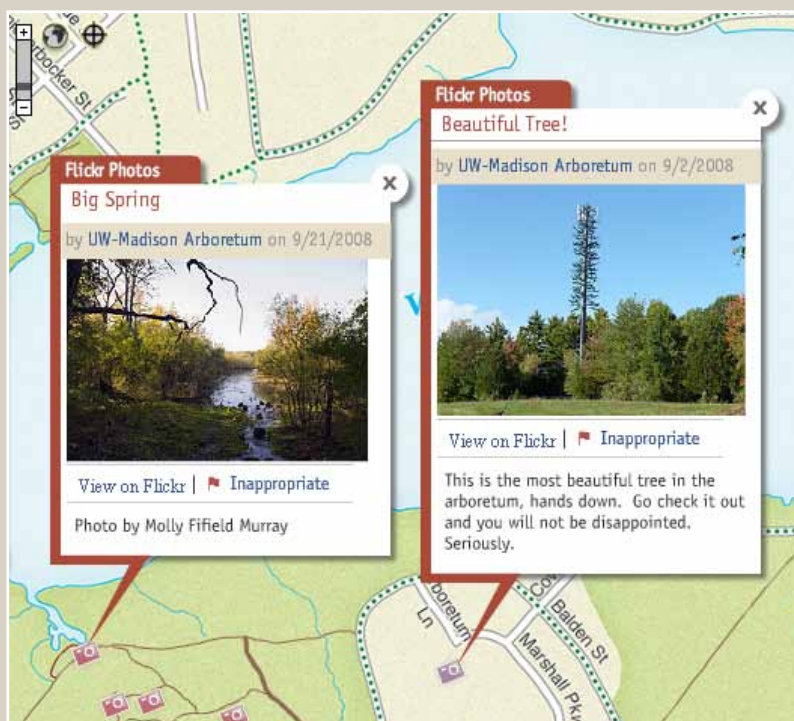 +
-
Flickr Photos
Big Spring
x
by UW-Madison Arboretum on 9/21/2008
View on Flickr | Inappropriate
Photo by Molly Fifield Murray
Flickr Photos
Beautiful Tree!
x
by UW-Madison Arboretum on 9/2/2008
View on Flickr | Inappropriate
This is the most beautiful tree in the
arboretum, hands down. Go check it out
and you will not be disappointed.
Seriously.
Ln
Balden St
Marshall